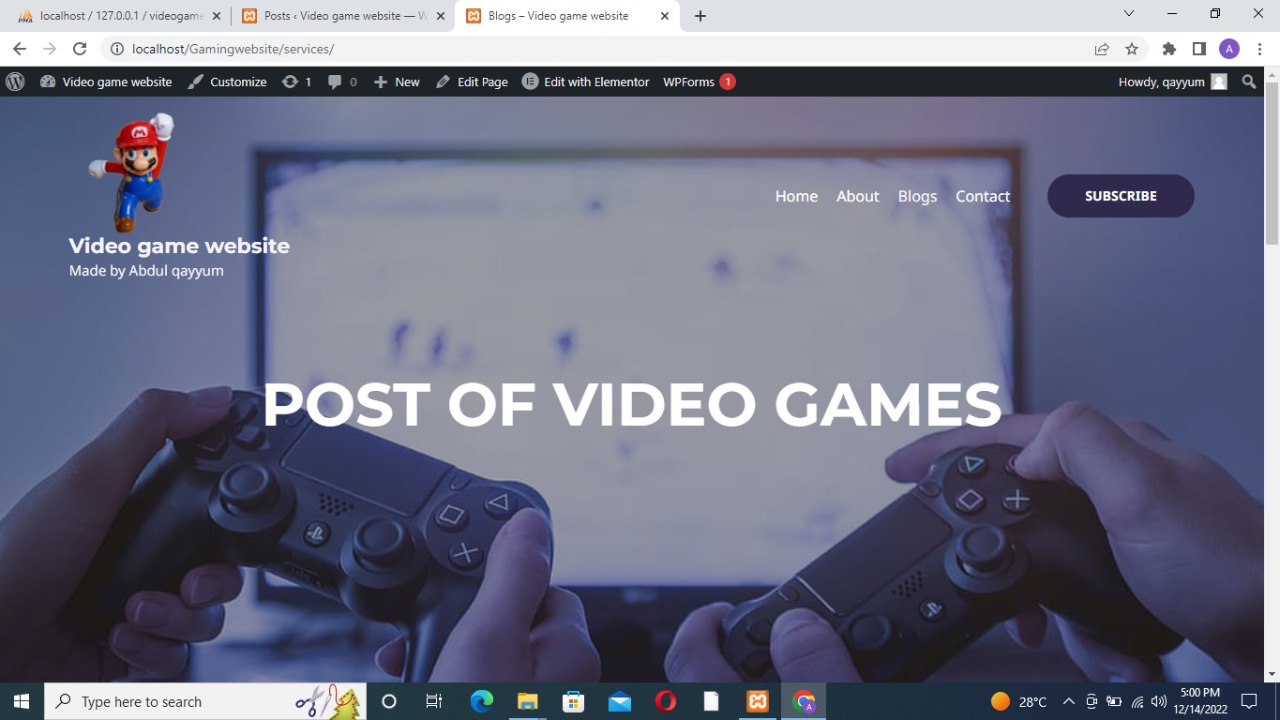 localhost / 127.0.0.1 / videogame
Posts ‹ Video game website — W
Blogs – Video game website
localhost/Gamingwebsite/services/
A
Video game website
Customize
1
0
New
Edit Page
Edit with Elementor
WPForms
1
Howdy, qayyum
M
Home
About
Blogs
Contact
SUBSCRIBE
Video game website
Made by Abdul qayyum
POST OF VIDEO GAMES
Type here to search
28°C
5:00 PM
12/14/2022